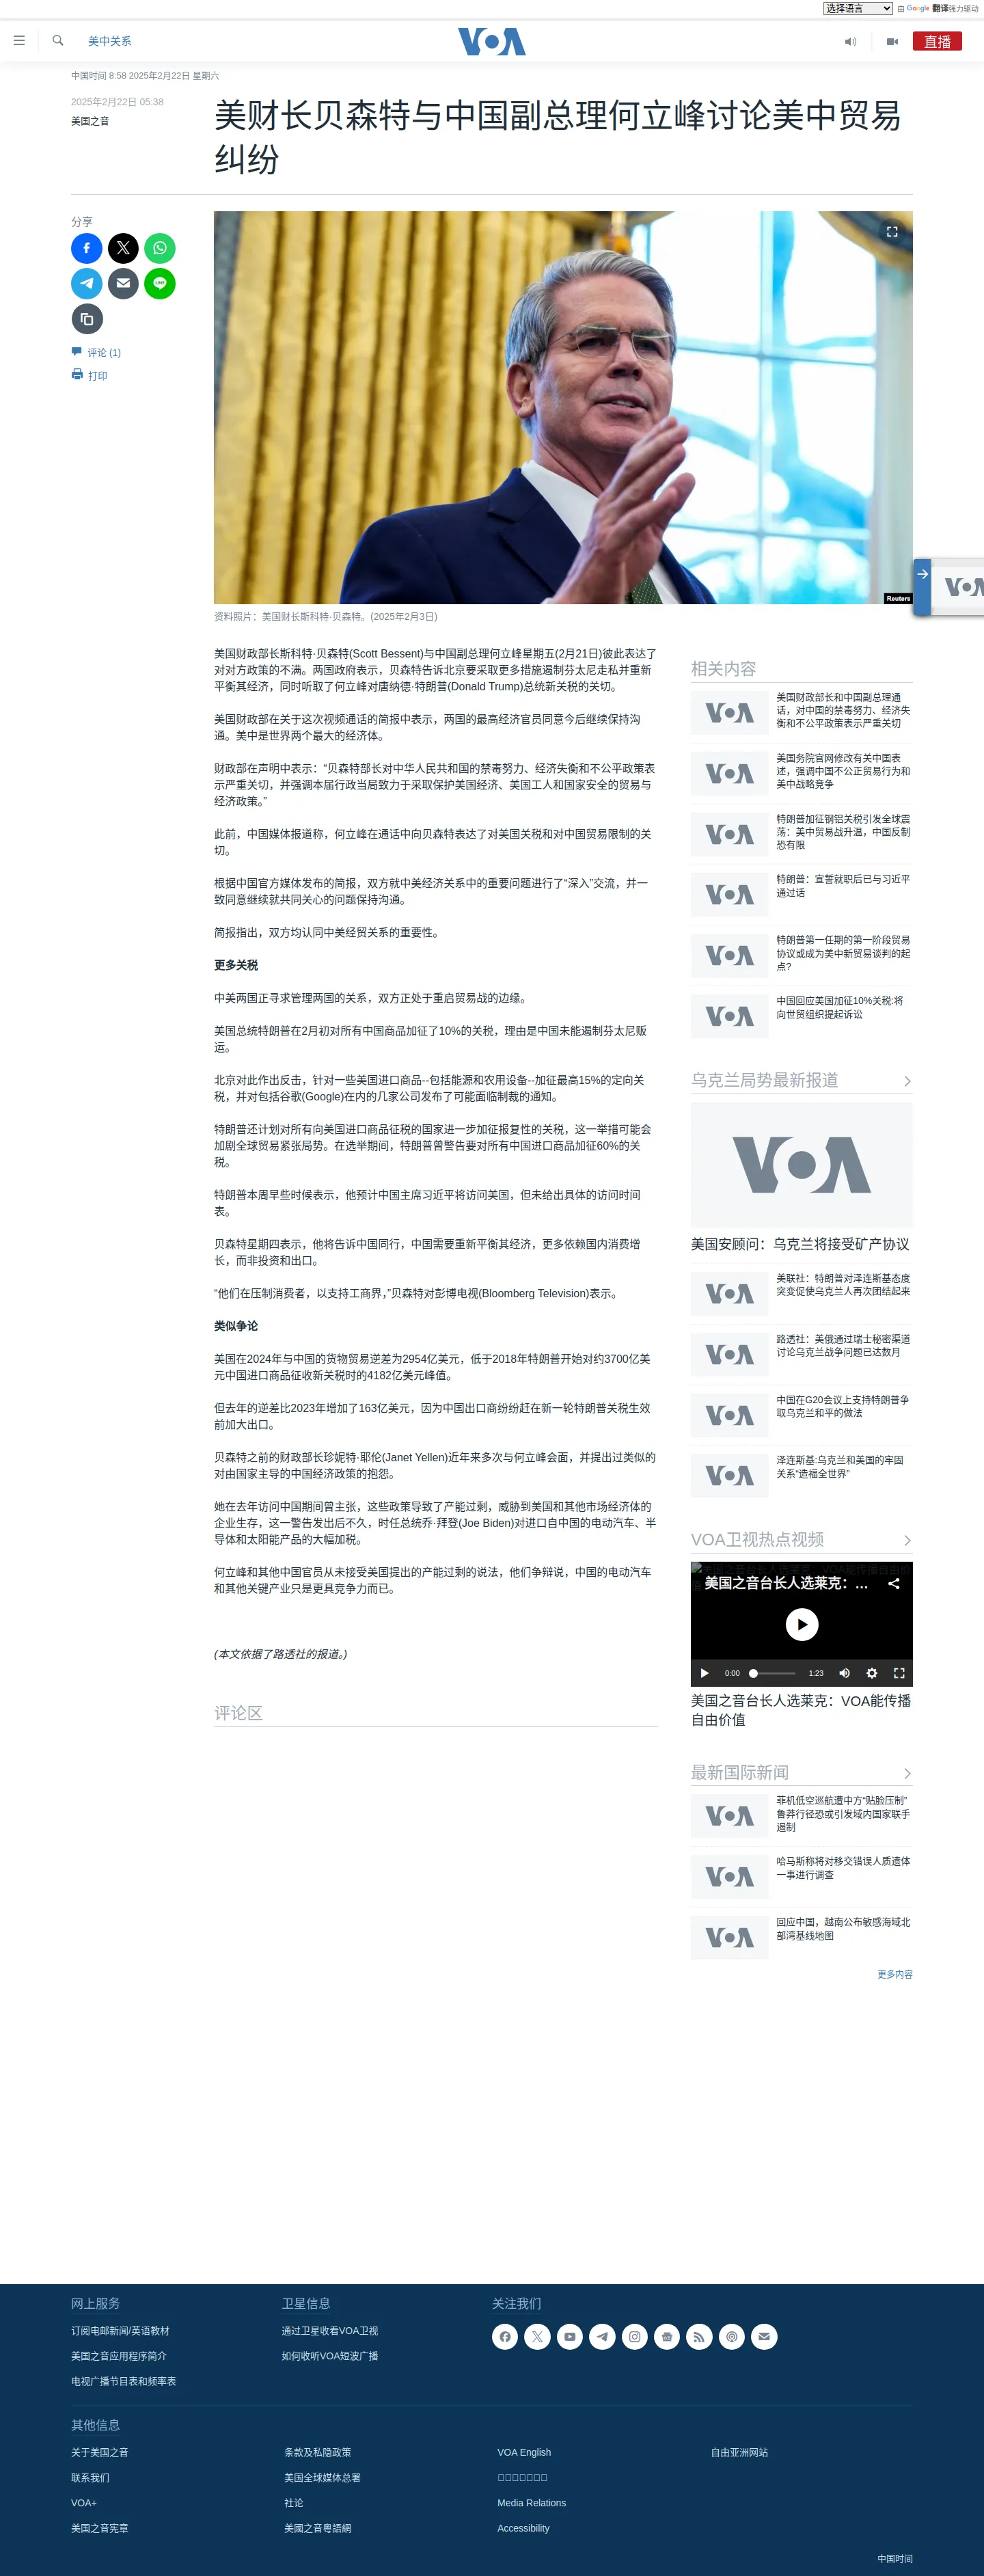 选择语言
由 Google 翻译强力驱动
美中关系
VOA
直播
中国时间 8:58 2025年2月22日 星期六
2025年2月22日 05:38
美国之音
美财长贝森特与中国副总理何立峰讨论美中贸易
纠纷
分享
评论 (1)
打印
Reuters
资料照片：美国财长斯科特·贝森特。(2025年2月3日)
美国财政部长斯科特·贝森特(Scott Bessent)与中国副总理何立峰星期五(2月21日)彼此表达了
对对方政策的不满。两国政府表示，贝森特告诉北京要采取更多措施遏制芬太尼走私并重新
平衡其经济，同时听取了何立峰对唐纳德·特朗普(Donald Trump)总统新关税的关切。
美国财政部在关于这次视频通话的简报中表示，两国的最高经济官员同意今后继续保持沟
通。美中是世界两个最大的经济体。
财政部在声明中表示：“贝森特部长对中华人民共和国的禁毒努力、经济失衡和不公平政策表
示严重关切，并强调本届行政当局致力于采取保护美国经济、美国工人和国家安全的贸易与
经济政策。”
此前，中国媒体报道称，何立峰在通话中向贝森特表达了对美国关税和对中国贸易限制的关
切。
根据中国官方媒体发布的简报，双方就中美经济关系中的重要问题进行了“深入”交流，并一
致同意继续就共同关心的问题保持沟通。
简报指出，双方均认同中美经贸关系的重要性。
更多关税
中美两国正寻求管理两国的关系，双方正处于重启贸易战的边缘。
美国总统特朗普在2月初对所有中国商品加征了10%的关税，理由是中国未能遏制芬太尼贩
运。
北京对此作出反击，针对一些美国进口商品--包括能源和农用设备--加征最高15%的定向关
税，并对包括谷歌(Google)在内的几家公司发布了可能面临制裁的通知。
特朗普还计划对所有向美国进口商品征税的国家进一步加征报复性的关税，这一举措可能会
加剧全球贸易紧张局势。在选举期间，特朗普曾警告要对所有中国进口商品加征60%的关
税。
特朗普本周早些时候表示，他预计中国主席习近平将访问美国，但未给出具体的访问时间
表。
贝森特星期四表示，他将告诉中国同行，中国需要重新平衡其经济，更多依赖国内消费增
长，而非投资和出口。
“他们在压制消费者，以支持工商界，”贝森特对彭博电视(Bloomberg Television)表示。
类似争论
美国在2024年与中国的货物贸易逆差为2954亿美元，低于2018年特朗普开始对约3700亿美
元中国进口商品征收新关税时的4182亿美元峰值。
但去年的逆差比2023年增加了163亿美元，因为中国出口商纷纷赶在新一轮特朗普关税生效
前加大出口。
贝森特之前的财政部长珍妮特·耶伦(Janet Yellen)近年来多次与何立峰会面，并提出过类似的
对由国家主导的中国经济政策的抱怨。
她在去年访问中国期间曾主张，这些政策导致了产能过剩，威胁到美国和其他市场经济体的
企业生存，这一警告发出后不久，时任总统乔·拜登(Joe Biden)对进口自中国的电动汽车、半
导体和太阳能产品的大幅加税。
何立峰和其他中国官员从未接受美国提出的产能过剩的说法，他们争辩说，中国的电动汽车
和其他关键产业只是更具竞争力而已。
(本文依据了路透社的报道。)
评论区
相关内容
美国财政部长和中国副总理通
话，对中国的禁毒努力、经济失
衡和不公平政策表示严重关切
美国务院官网修改有关中国表
述，强调中国不公正贸易行为和
美中战略竞争
特朗普加征钢铝关税引发全球震
荡：美中贸易战升温，中国反制
恐有限
特朗普：宣誓就职后已与习近平
通过话
特朗普第一任期的第一阶段贸易
协议或成为美中新贸易谈判的起
点?
中国回应美国加征10%关税:将
向世贸组织提起诉讼
乌克兰局势最新报道
美国安顾问：乌克兰将接受矿产协议
美联社：特朗普对泽连斯基态度
突变促使乌克兰人再次团结起来
路透社：美俄通过瑞士秘密渠道
讨论乌克兰战争问题已达数月
中国在G20会议上支持特朗普争
取乌克兰和平的做法
泽连斯基:乌克兰和美国的牢固
关系“造福全世界”
VOA卫视热点视频
美国之音台长人选莱克：...
0:00
1:23
美国之音台长人选莱克：VOA能传播
自由价值
最新国际新闻
菲机低空巡航遭中方“贴脸压制”
鲁莽行径恐或引发域内国家联手
遏制
哈马斯称将对移交错误人质遗体
一事进行调查
回应中国，越南公布敏感海域北
部湾基线地图
更多内容
网上服务
订阅电邮新闻/英语教材
美国之音应用程序简介
电视广播节目表和频率表
卫星信息
通过卫星收看VOA卫视
如何收听VOA短波广播
关注我们
其他信息
关于美国之音
联系我们
VOA+
美国之音宪章
条款及私隐政策
美国全球媒体总署
社论
美國之音粵語網
VOA English
Media Relations
Accessibility
自由亚洲网站
中国时间